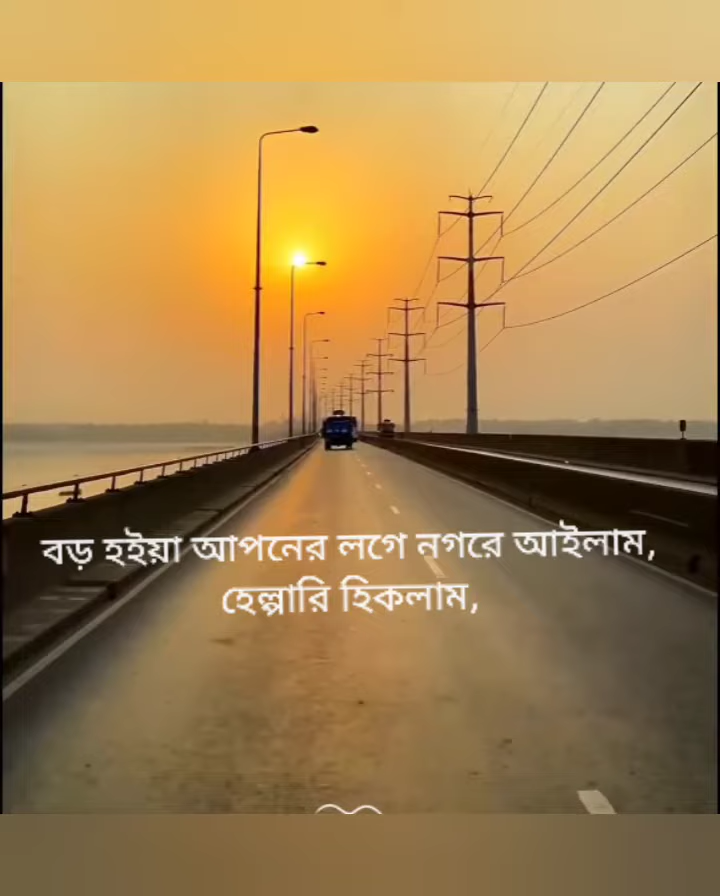 বড় হইয়া আপনের লগে নগরে আইলাম,
হেল্পারি হিকলাম,